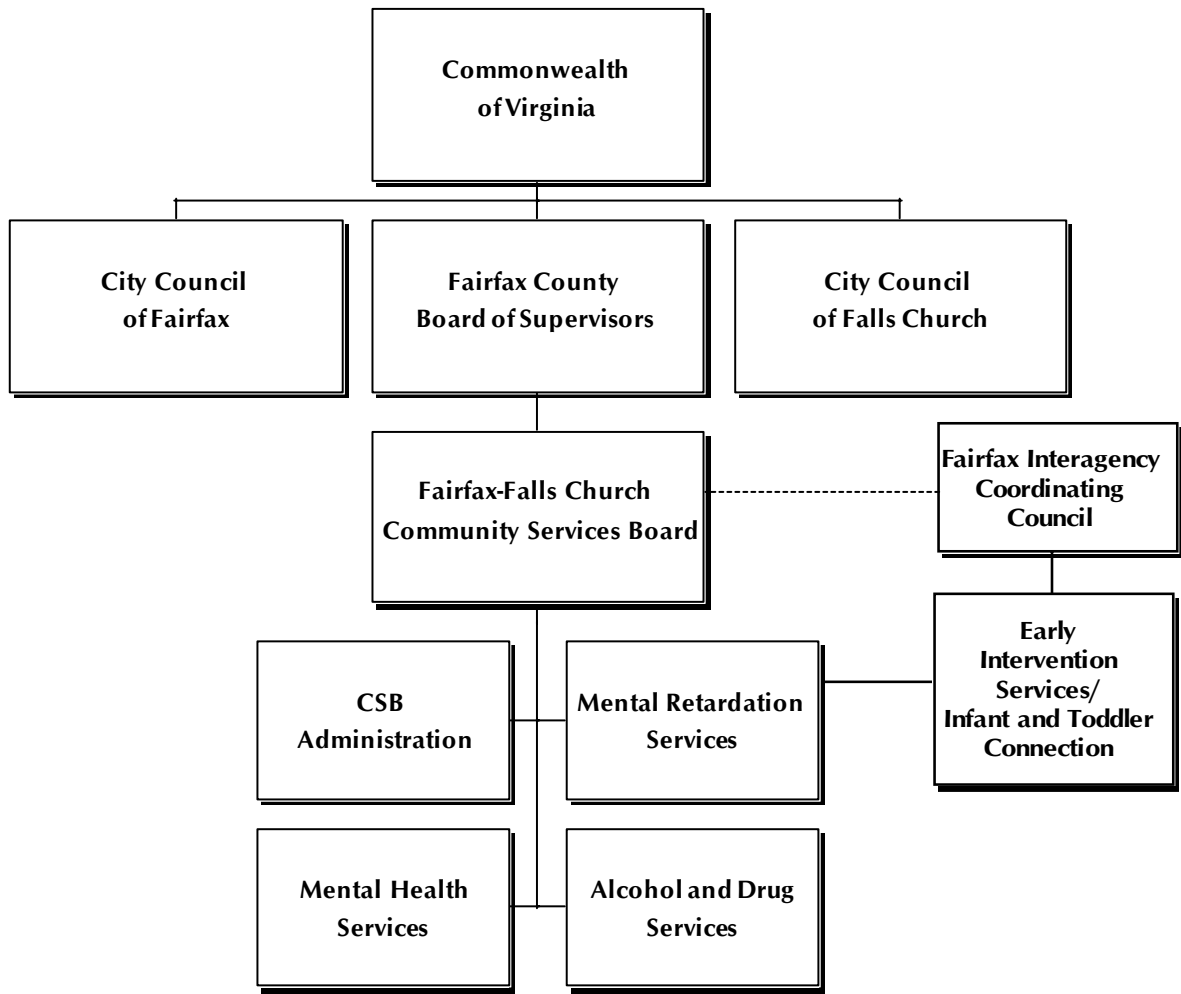 Commonwealth
of Virginia
City Council
of Fairfax
Fairfax County
Board of Supervisors
City Council
of Falls Church
Fairfax-Falls Church
Community Services Board
Fairfax Interagency
Coordinating
Council
Early
Intervention
Services/
Infant and Toddler
Connection
CSB
Administration
Mental Retardation
Services
Mental Health
Services
Alcohol and Drug
Services